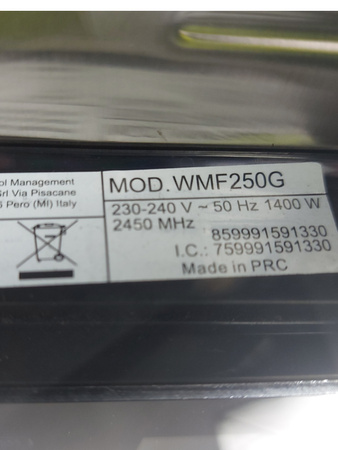 ol Management
Srl Via Pisacane
Pero (MI) Italy
MOD.WMF250G
230-240 V ~ 50 Hz 1400 W
2450 MHz
859991591330
I.C.: 759991591330
Made in PRC